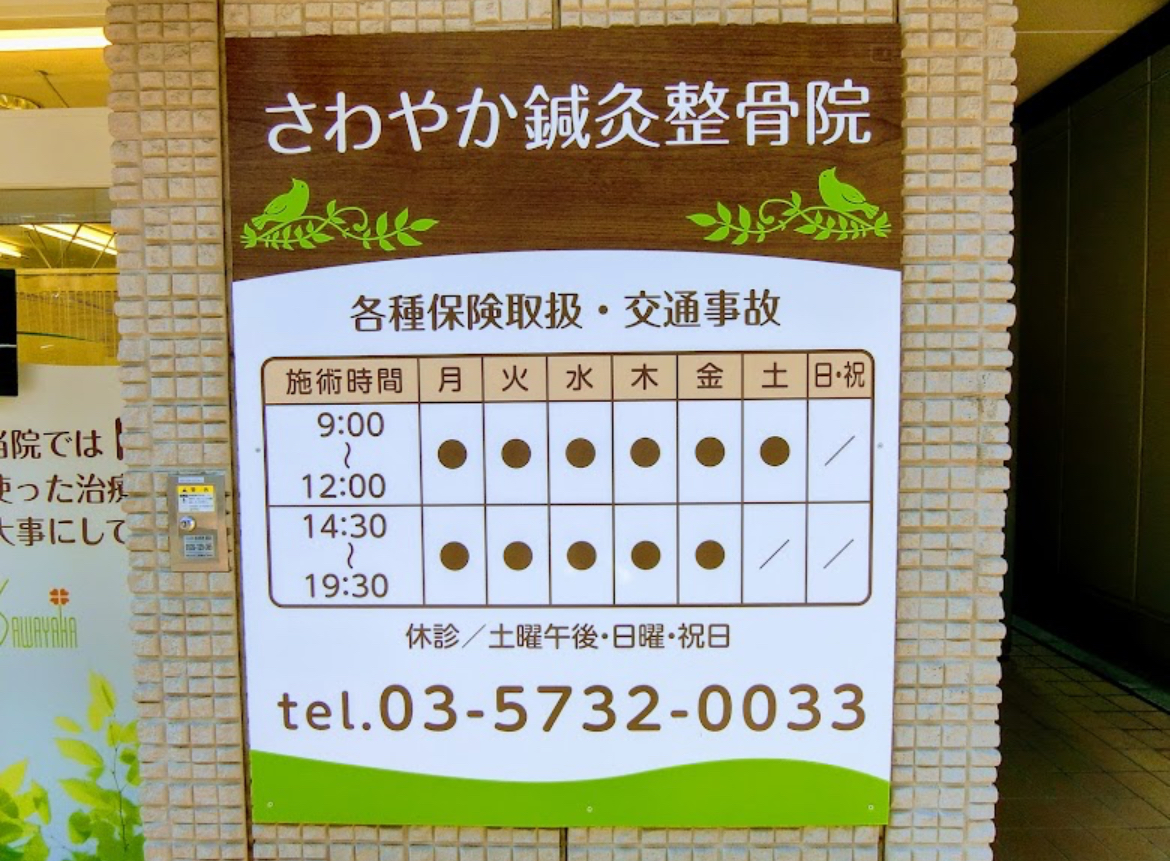 さわやか鍼灸整骨院
各種保険取扱・交通事故
施術時間 月 火 水 木 金 土 日・祝
9:00 〜 12:00 ● ● ● ● ● ● ／
14:30 〜 19:30 ● ● ● ● ● ／ ／
休診／土曜午後・日曜・祝日
tel.03-5732-0033
当院では
使った治療
大事にして
SAWAYAKA